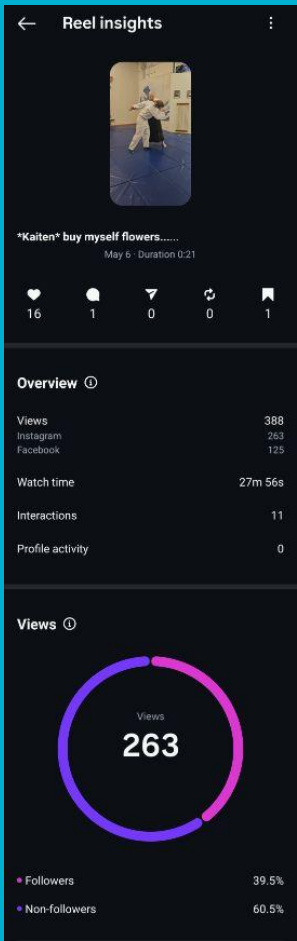 Reel insights
*Kaiten* buy myself flowers......
May 6 · Duration 0:21
16 1 0 0 1
Overview
Views 388
Instagram 263
Facebook 125
Watch time 27m 56s
Interactions 11
Profile activity 0
Views
Views
263
Followers 39.5%
Non-followers 60.5%